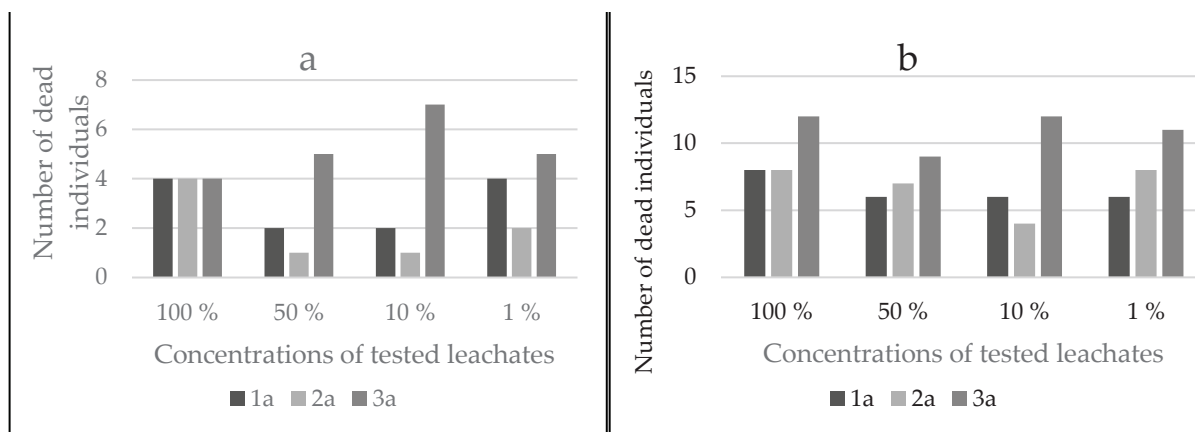 a
Number of dead
individuals
8
6
4
2
0
100 %
50 %
10 %
1 %
Concentrations of tested leachates
1a
2a
3a
b
Number of dead individuals
15
10
5
0
100 %
50 %
10 %
1 %
Concentrations of tested leachates
1a
2a
3a